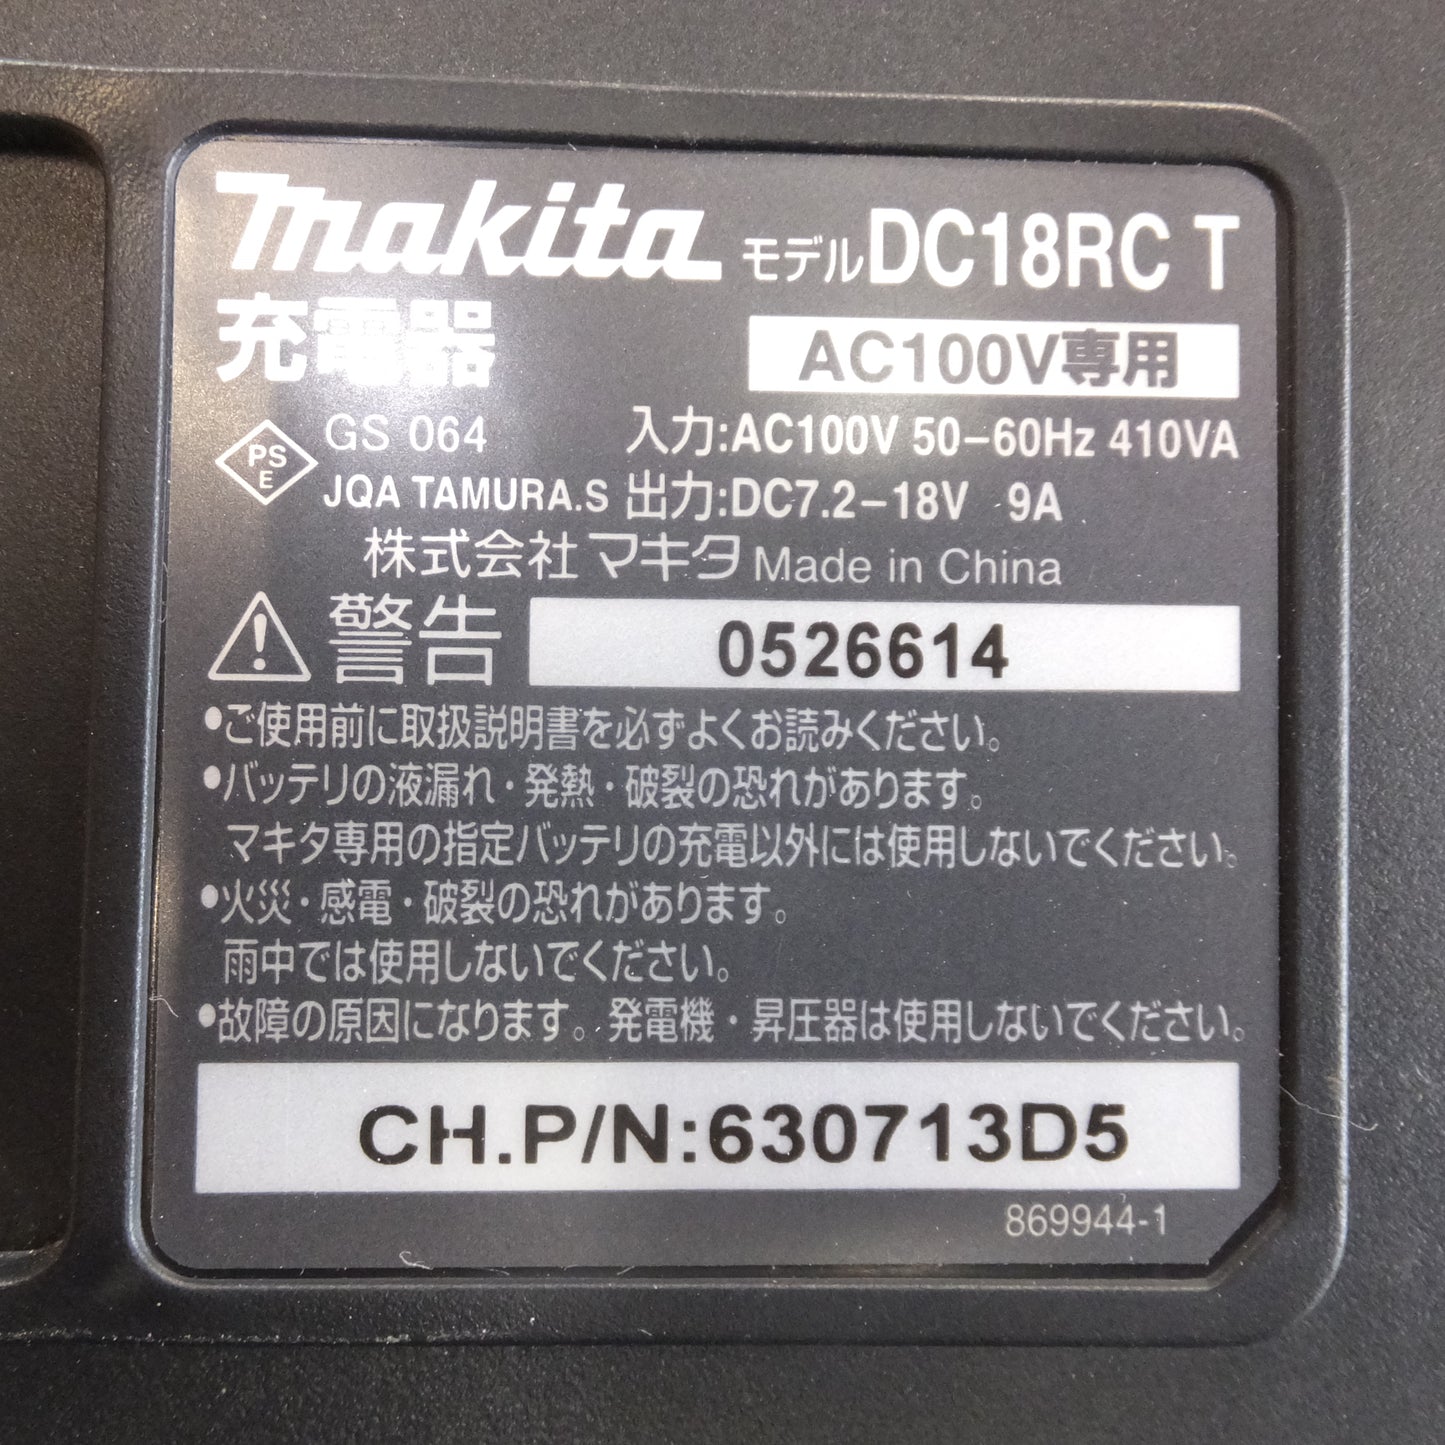 makita モデル DC18RC T
充電器 AC100V専用
PS E GS 064 入力:AC100V 50-60Hz 410VA
JQA TAMURA.S 出力:DC7.2-18V 9A
株式会社マキタ Made in China
警告 0526614
•ご使用前に取扱説明書を必ずよくお読みください。
•バッテリの液漏れ・発熱・破裂の恐れがあります。
マキタ専用の指定バッテリの充電以外には使用しないでください。
•火災・感電・破裂の恐れがあります。
雨中では使用しないでください。
•故障の原因になります。発電機・昇圧器は使用しないでください。
CH.P/N:630713D5
869944-1